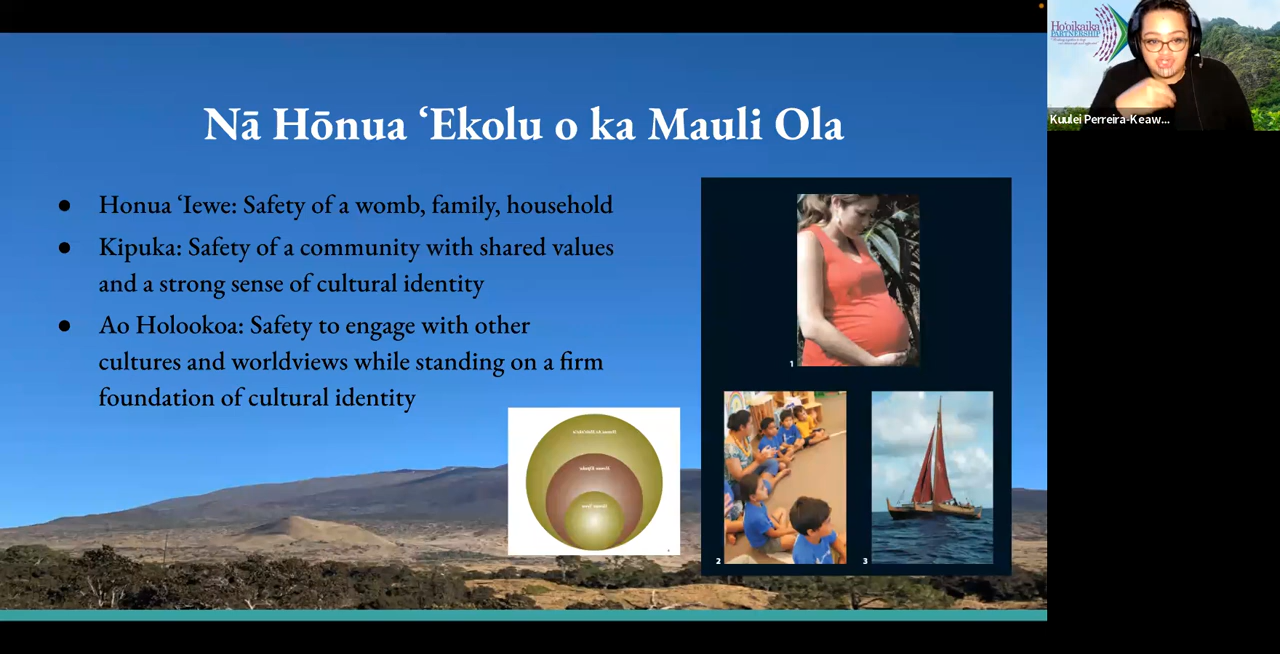 Nā Hōnua ʻEkolu o ka Mauli Ola
● Honua ʻIewe: Safety of a womb, family, household
● Kipuka: Safety of a community with shared values
and a strong sense of cultural identity
● Ao Holookoa: Safety to engage with other
cultures and worldviews while standing on a firm
foundation of cultural identity
1
2
3
Hoʻoikaika
PARTNERSHIP
Kuulei Perreira-Keaw...